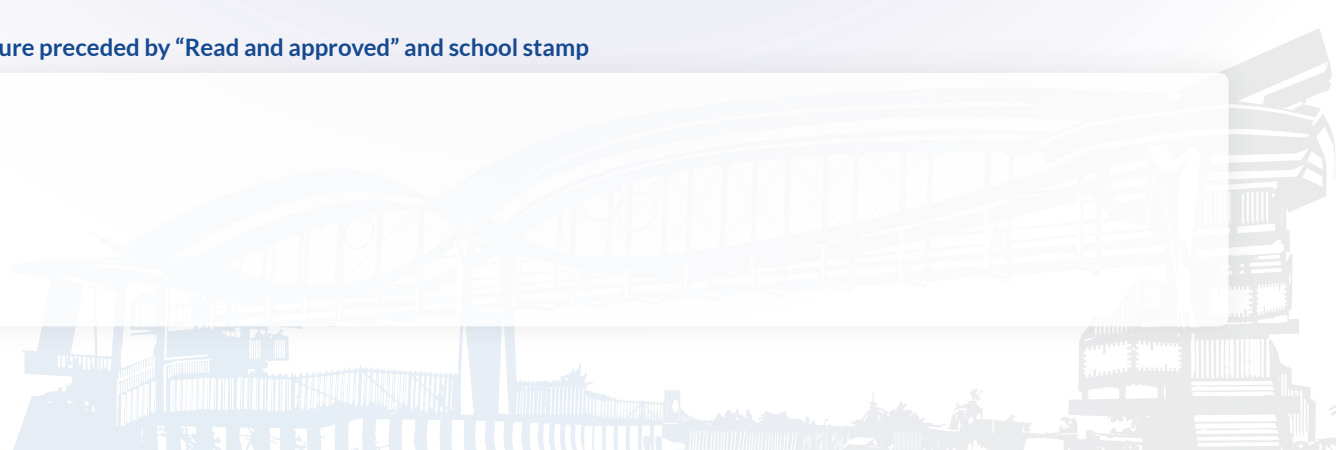 ure preceded by “Read and approved” and school stamp